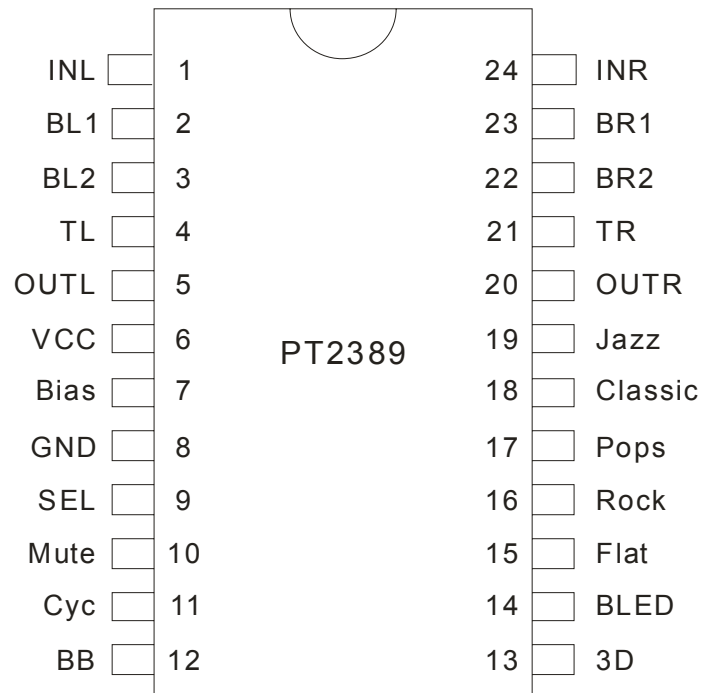 INL 1 24 INR
BL1 2 23 BR1
BL2 3 22 BR2
TL 4 21 TR
OUTL 5 20 OUTR
VCC 6 19 Jazz
PT2389
Bias 7 18 Classic
GND 8 17 Pops
SEL 9 16 Rock
Mute 10 15 Flat
Cyc 11 14 BLED
BB 12 13 3D